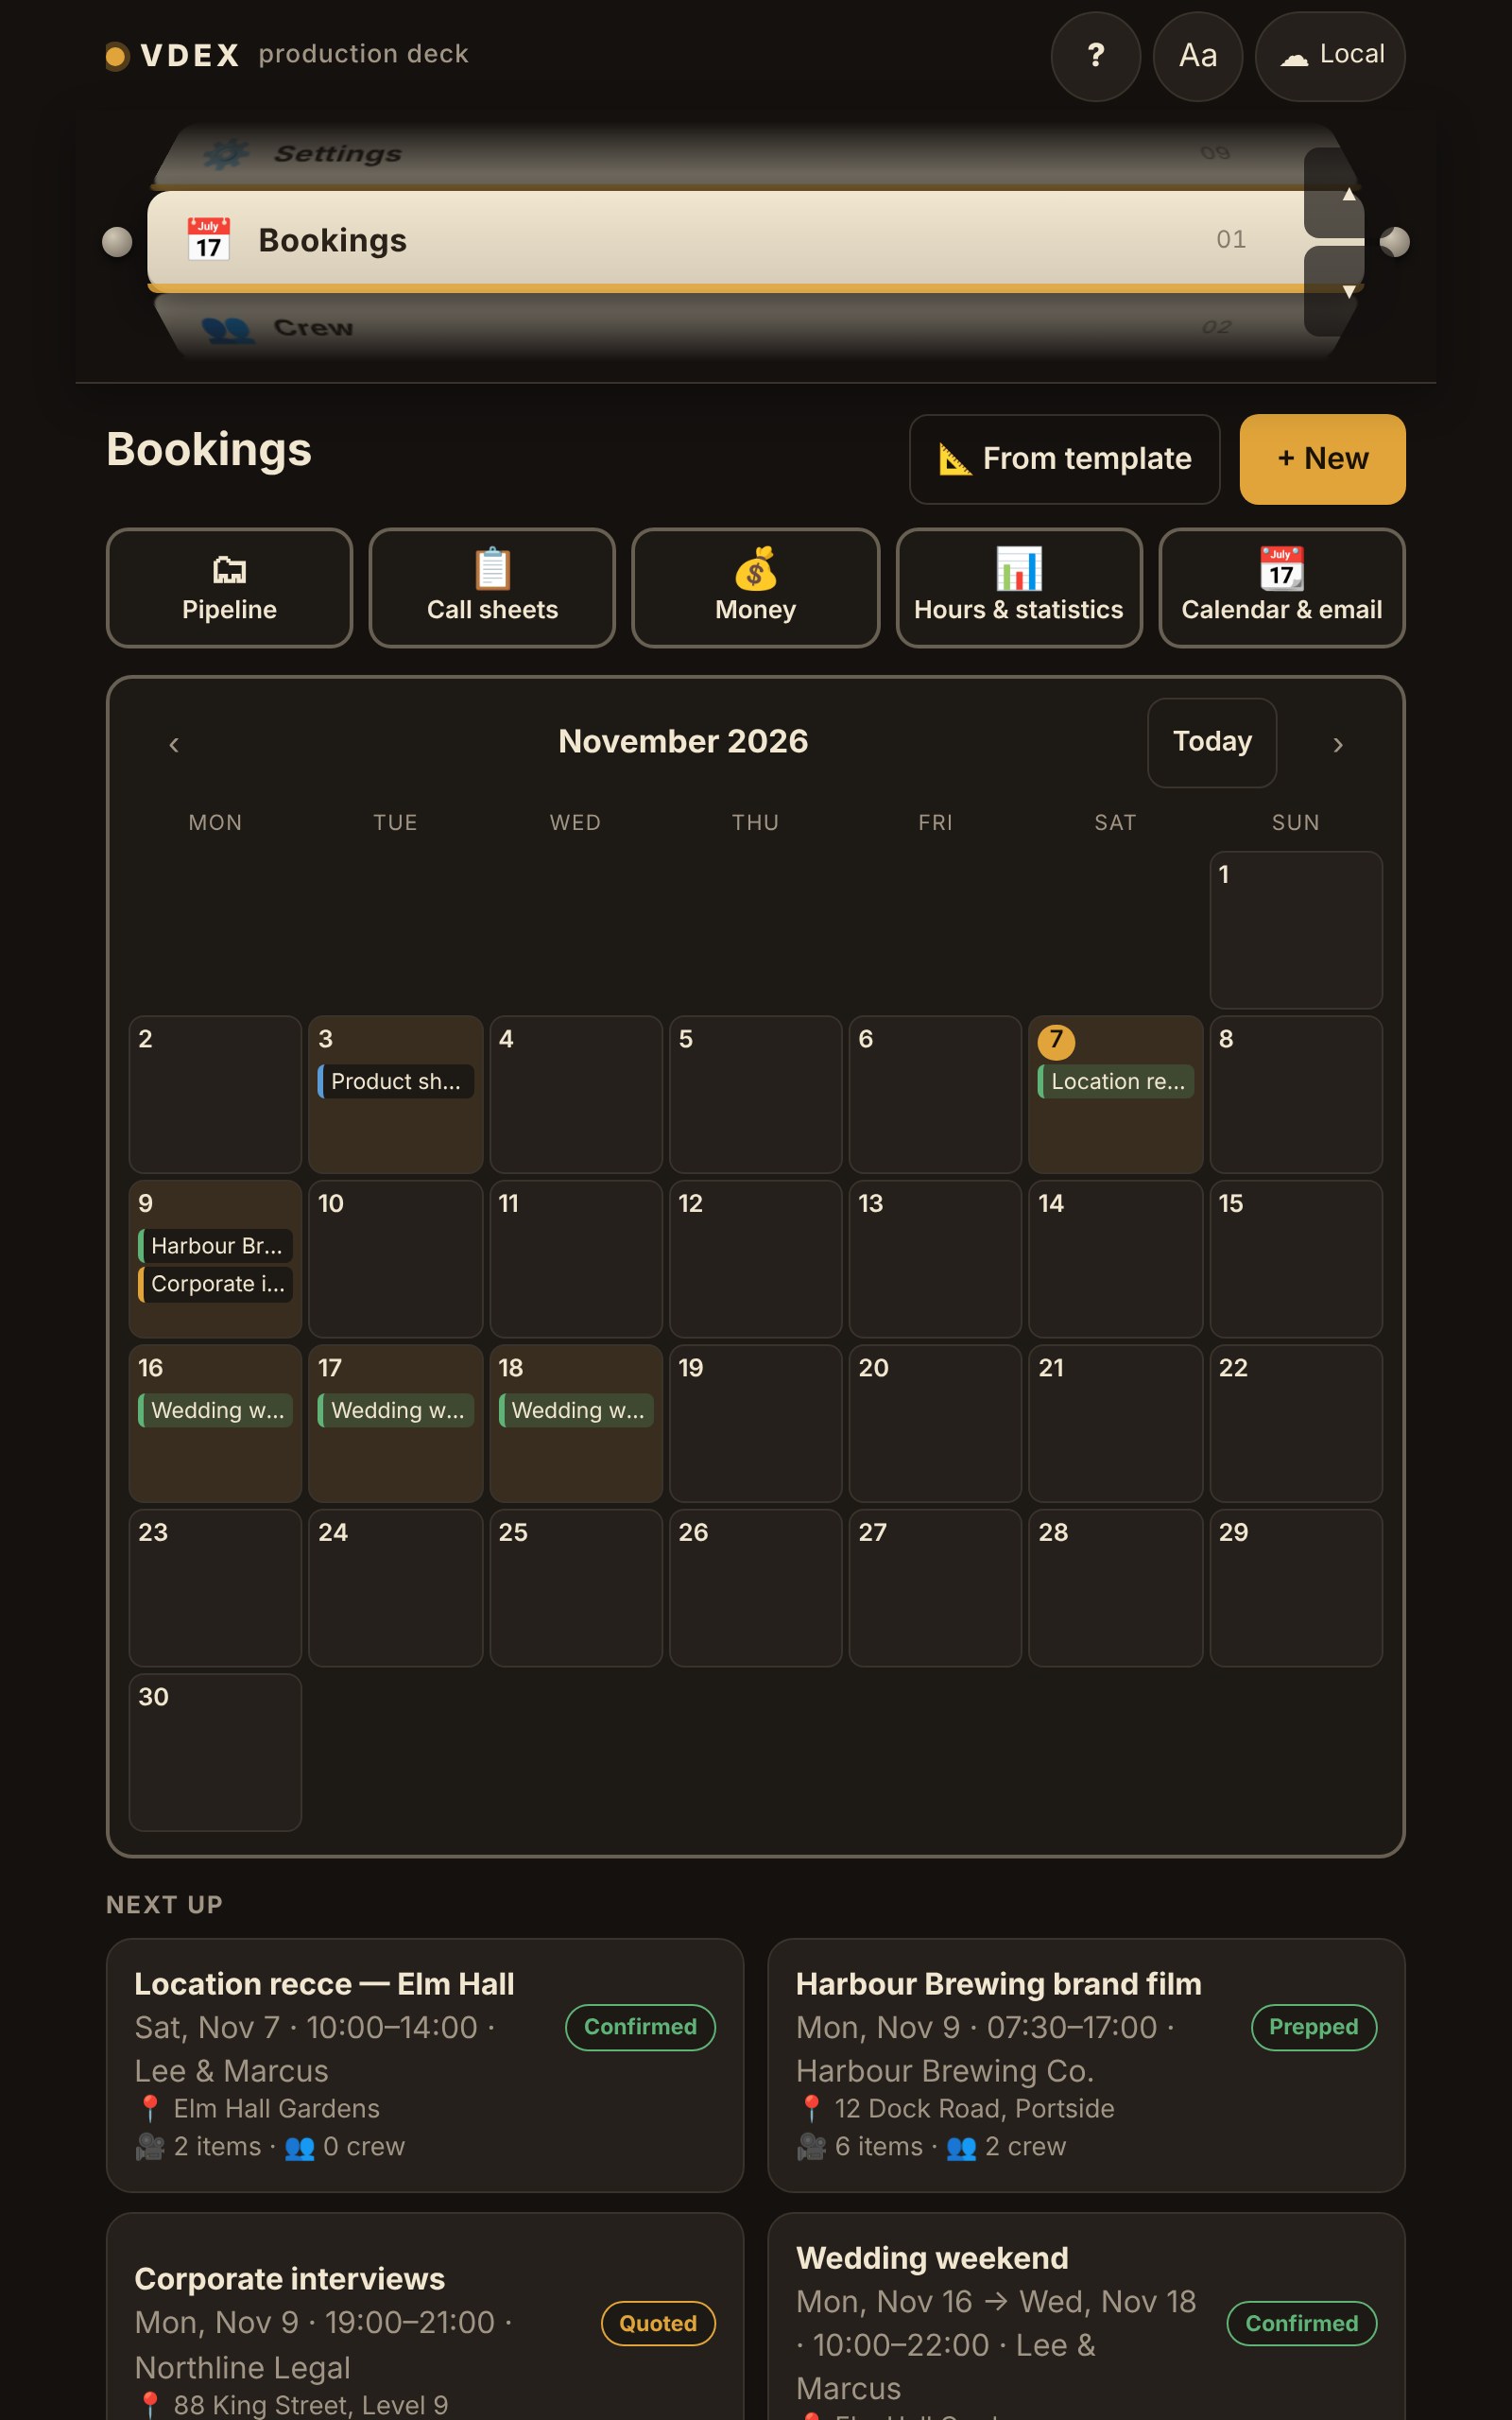 VDEX production deck
?
Aa
Local
Settings 09
Bookings 01
Crew 02
Bookings
From template
+ New
Pipeline
Call sheets
Money
Hours & statistics
Calendar & email
‹ November 2026 Today ›
MON TUE WED THU FRI SAT SUN
1
2 3 4 5 6 7 8
Product sh... Location re...
9 10 11 12 13 14 15
Harbour Br...
Corporate i...
16 17 18 19 20 21 22
Wedding w... Wedding w... Wedding w...
23 24 25 26 27 28 29
30
NEXT UP
Location recce — Elm Hall
Sat, Nov 7 · 10:00–14:00 ·
Lee & Marcus
Elm Hall Gardens
2 items · 0 crew
Confirmed
Harbour Brewing brand film
Mon, Nov 9 · 07:30–17:00 ·
Harbour Brewing Co.
12 Dock Road, Portside
6 items · 2 crew
Prepped
Corporate interviews
Mon, Nov 9 · 19:00–21:00 ·
Northline Legal
88 King Street, Level 9
Quoted
Wedding weekend
Mon, Nov 16 → Wed, Nov 18
· 10:00–22:00 · Lee &
Marcus
Confirmed